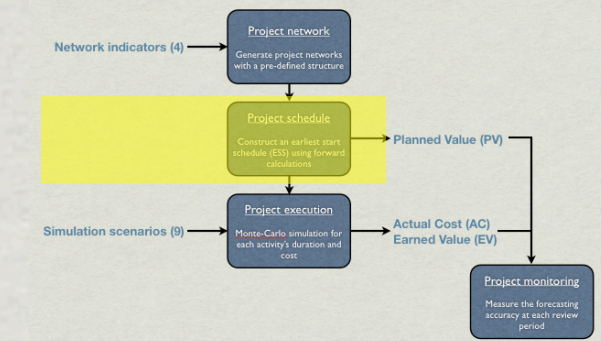 Project network
Network indicators (4)
Generate project networks
with a pre-defined structure
Project schedule
Construct an earliest start
schedule (ESS) using forward
calculations
Planned Value (PV)
Project execution
Simulation scenarios (9)
Monte-Carlo simulation for
each activity's duration and
cost
Actual Cost (AC)
Earned Value (EV)
Project monitoring
Measure the forecasting
accuracy at each review
period